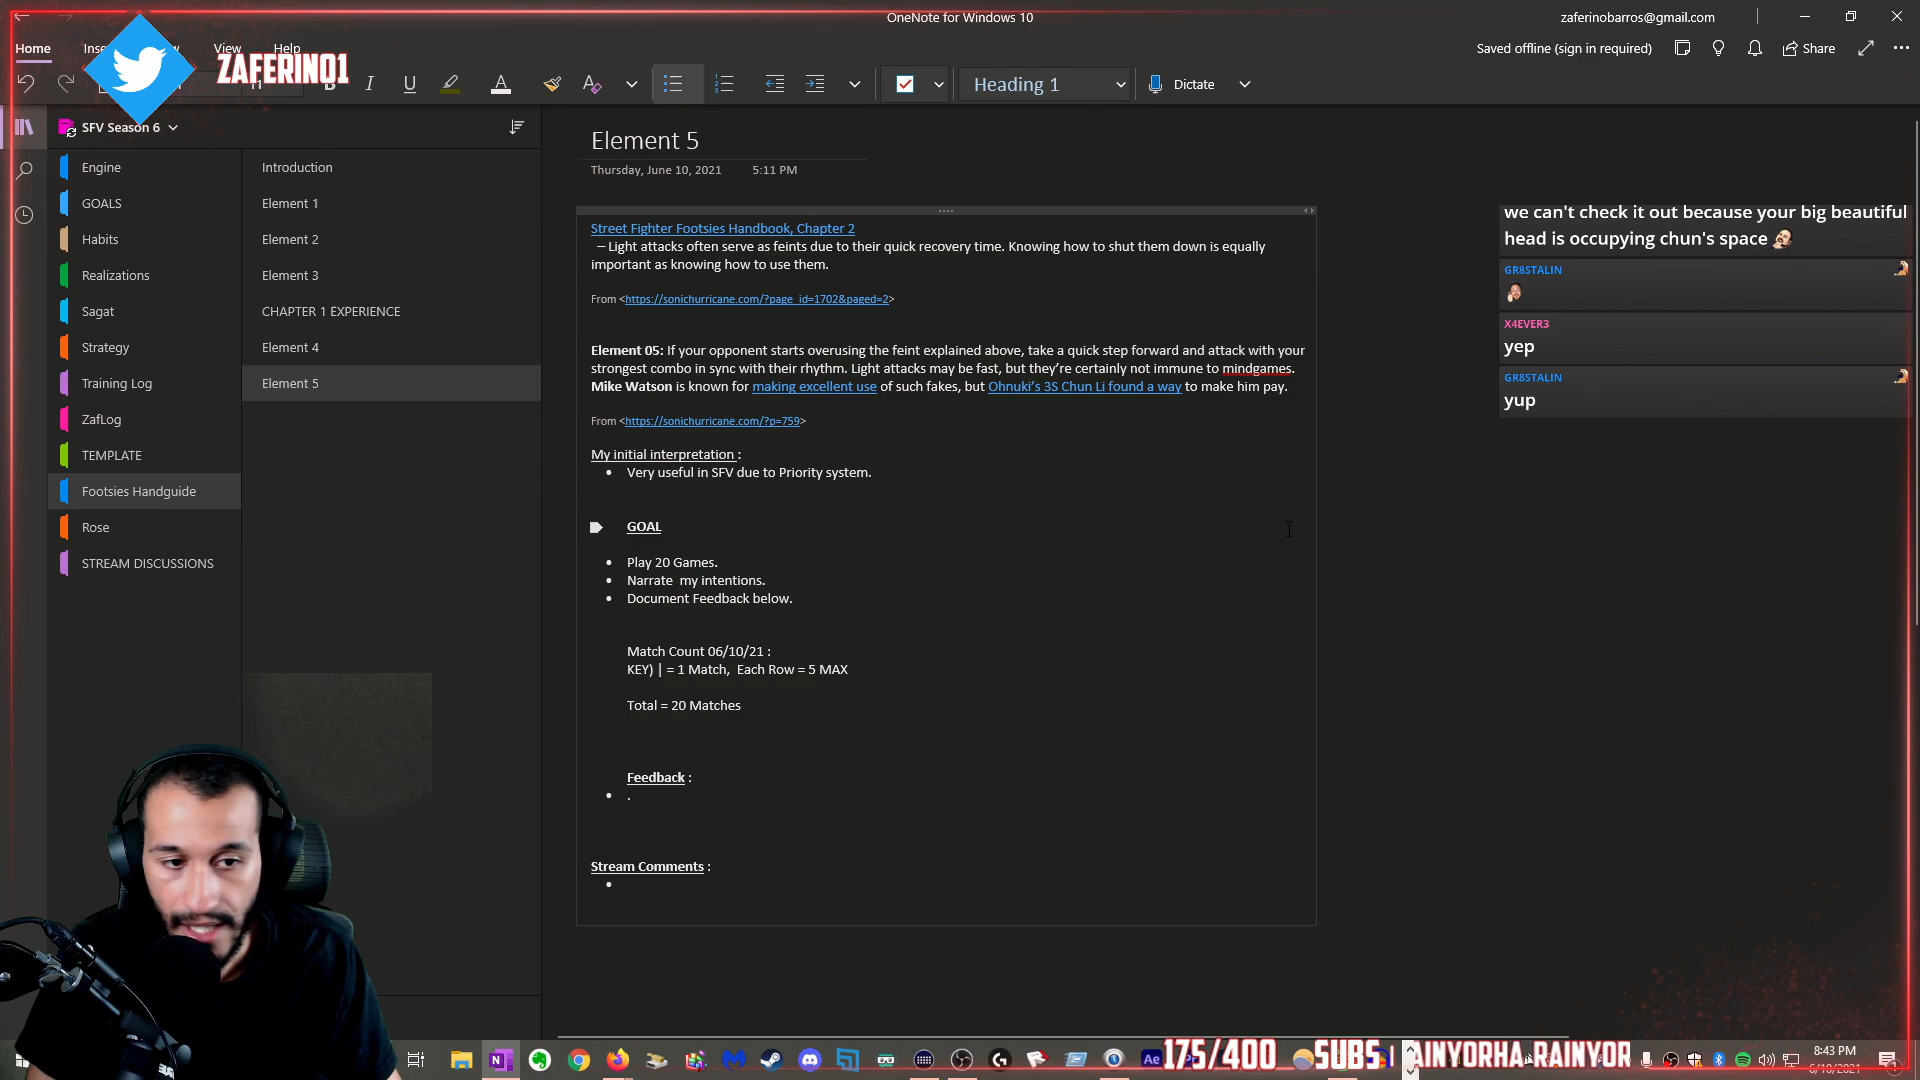 OneNote for Windows 10
zaferinobarros@gmail.com
Home
View
Help
Saved offline (sign in required)
Share
ZAFERINO1
Heading 1
Dictate
SFV Season 6
Engine
GOALS
Habits
Realizations
Sagat
Strategy
Training Log
ZafLog
TEMPLATE
Footsies Handguide
Rose
STREAM DISCUSSIONS
Introduction
Element 1
Element 2
Element 3
CHAPTER 1 EXPERIENCE
Element 4
Element 5
Element 5
Thursday, June 10, 2021 5:11 PM
Street Fighter Footsies Handbook, Chapter 2
– Light attacks often serve as feints due to their quick recovery time. Knowing how to shut them down is equally
important as knowing how to use them.
From <https://sonichurricane.com/?page_id=1702&paged=2>
Element 05: If your opponent starts overusing the feint explained above, take a quick step forward and attack with your
strongest combo in sync with their rhythm. Light attacks may be fast, but they're certainly not immune to mindgames.
Mike Watson is known for making excellent use of such fakes, but Ohnuki's 3S Chun Li found a way to make him pay.
From <https://sonichurricane.com/?p=759>
My initial interpretation :
• Very useful in SFV due to Priority system.
GOAL
• Play 20 Games.
• Narrate my intentions.
• Document Feedback below.
Match Count 06/10/21 :
KEY) | = 1 Match, Each Row = 5 MAX
Total = 20 Matches
Feedback :
• .
Stream Comments :
•
we can't check it out because your big beautiful
head is occupying chun's space
GR8STALIN
X4EVER3
yep
GR8STALIN
yup
175/400
SUBS
RAINYOR
8:43 PM
6/10/2021